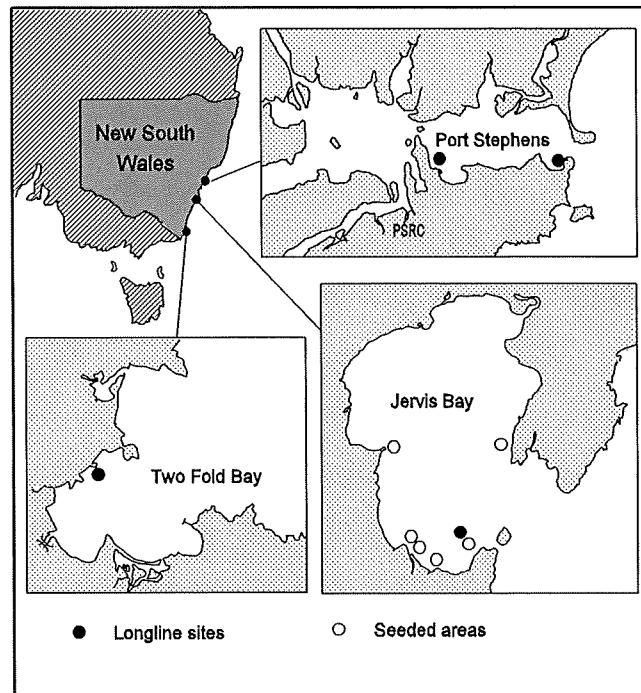 New South
Wales
Port Stephens
PSRC
Jervis Bay
Two Fold Bay
Longline sites
Seeded areas